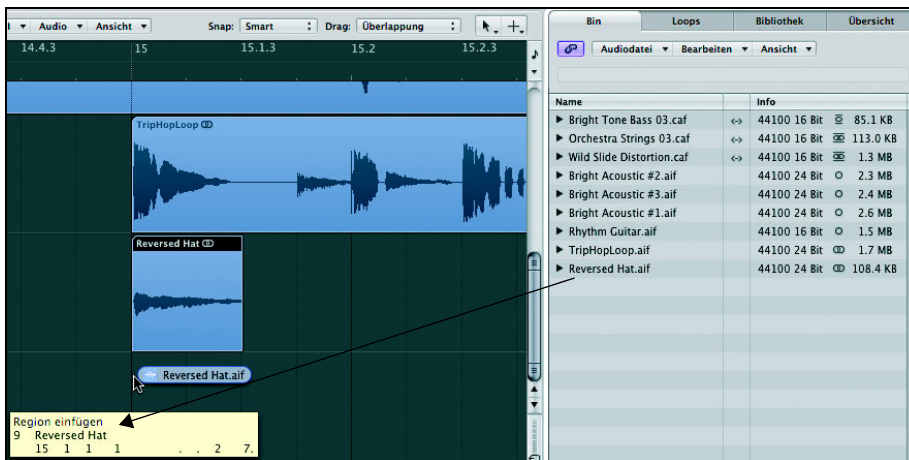 Audio ▾ Ansicht ▾ Snap: Smart Drag: Überlappung
14.4.3 15 15.1.3 15.2 15.2.3
TripHopLoop
Reversed Hat
Reversed Hat.aif
Region einfügen
9 Reversed Hat
15 1 1 1 . . 2 7.
Bin Loops Bibliothek Übersicht
Audiodatei ▾ Bearbeiten ▾ Ansicht ▾
Name Info
Bright Tone Bass 03.caf 44100 16 Bit 85.1 KB
Orchestra Strings 03.caf 44100 16 Bit 113.0 KB
Wild Slide Distortion.caf 44100 16 Bit 1.3 MB
Bright Acoustic #2.aif 44100 24 Bit 2.3 MB
Bright Acoustic #3.aif 44100 24 Bit 2.4 MB
Bright Acoustic #1.aif 44100 24 Bit 2.6 MB
Rhythm Guitar.aif 44100 16 Bit 1.5 MB
TripHopLoop.aif 44100 24 Bit 1.7 MB
Reversed Hat.aif 44100 24 Bit 108.4 KB